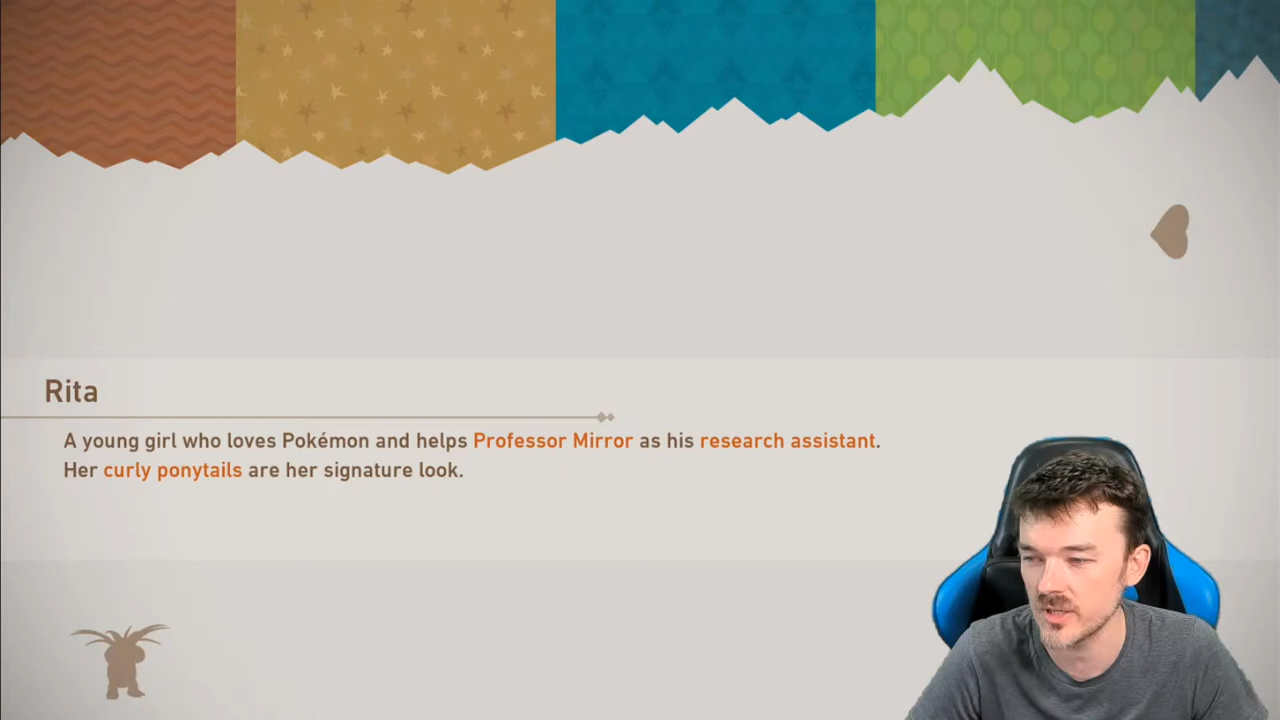 Rita
A young girl who loves Pokémon and helps Professor Mirror as his research assistant.
Her curly ponytails are her signature look.